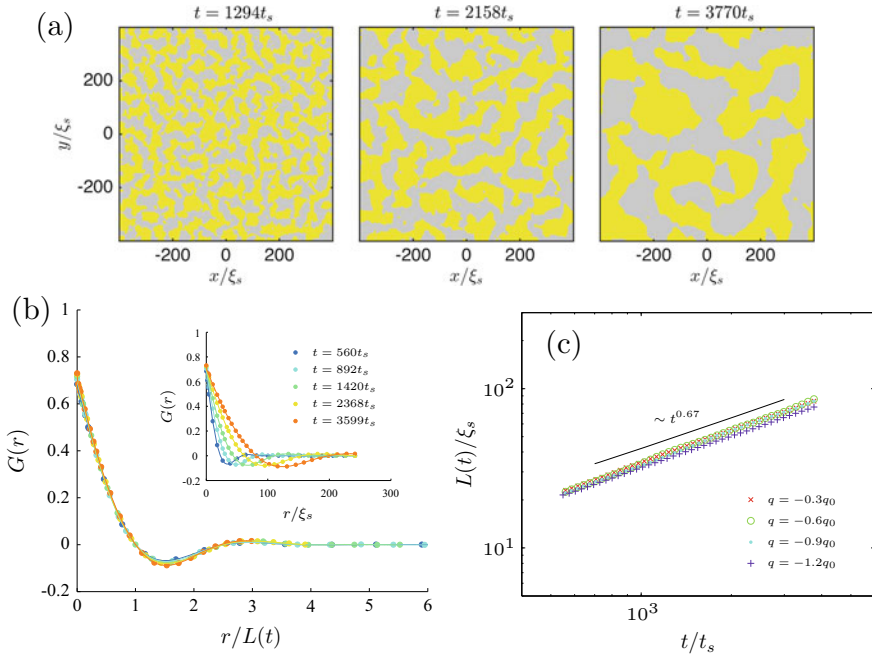 (a)
t = 1294t_s
t = 2158t_s
t = 3770t_s
y/ξ_s
200
0
-200
-200 0 200
-200 0 200
-200 0 200
x/ξ_s
x/ξ_s
x/ξ_s
(b)
G(r)
1
0.8
0.6
0.4
0.2
0
-0.2
0 1 2 3 4 5 6
r/L(t)
G(r)
1
0.8
0.6
0.4
0.2
0
-0.2
0 100 200 300
r/ξ_s
t = 560t_s
t = 892t_s
t = 1420t_s
t = 2368t_s
t = 3599t_s
(c)
L(t)/ξ_s
10^2
10^1
∼ t^0.67
q = −0.3q_0
q = −0.6q_0
q = −0.9q_0
q = −1.2q_0
10^3
t/t_s